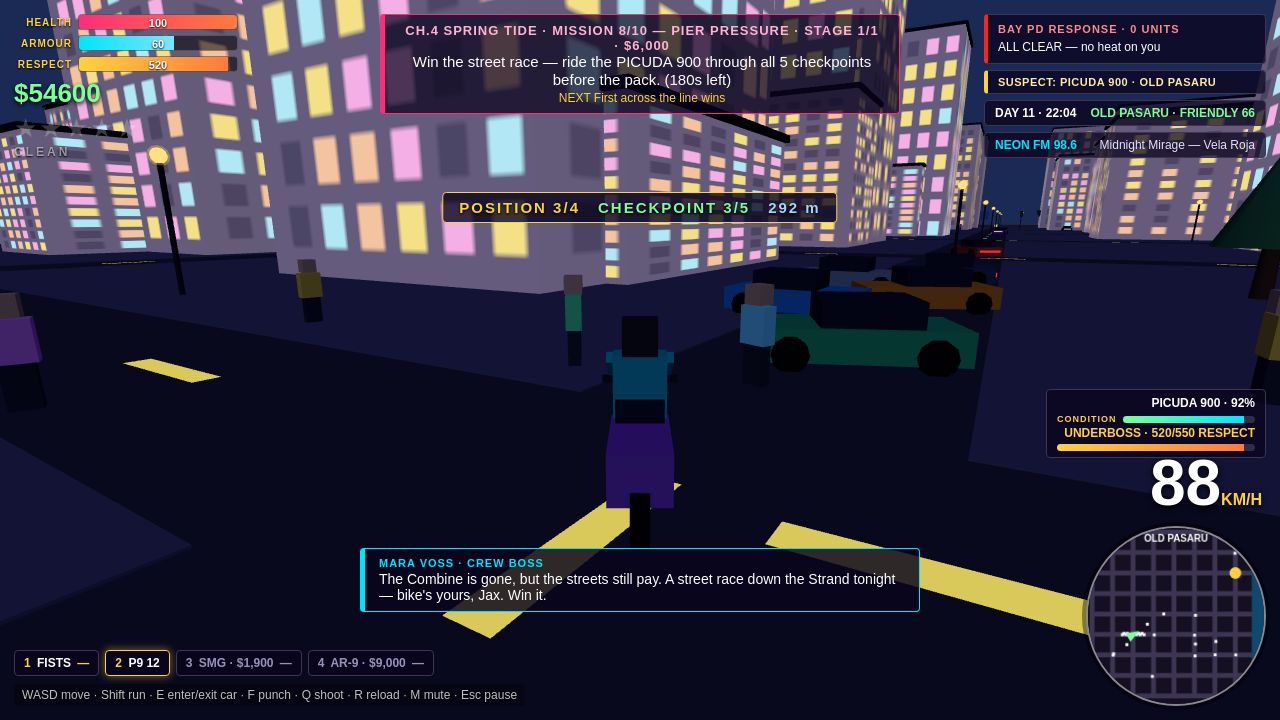 HEALTH 100
ARMOUR 60
RESPECT 520
$54600
CLEAN
CH.4 SPRING TIDE · MISSION 8/10 — PIER PRESSURE · STAGE 1/1
· $6,000
Win the street race — ride the PICUDA 900 through all 5 checkpoints
before the pack. (180s left)
NEXT First across the line wins
BAY PD RESPONSE · 0 UNITS
ALL CLEAR — no heat on you
SUSPECT: PICUDA 900 · OLD PASARU
DAY 11 · 22:04 OLD PASARU · FRIENDLY 66
NEON FM 98.6 Midnight Mirage — Vela Roja
POSITION 3/4 CHECKPOINT 3/5 292 m
PICUDA 900 · 92%
CONDITION
UNDERBOSS · 520/550 RESPECT
88 KM/H
OLD PASARU
MARA VOSS · CREW BOSS
The Combine is gone, but the streets still pay. A street race down the Strand tonight
— bike's yours, Jax. Win it.
1 FISTS — 2 P9 12 3 SMG · $1,900 — 4 AR-9 · $9,000 —
WASD move · Shift run · E enter/exit car · F punch · Q shoot · R reload · M mute · Esc pause